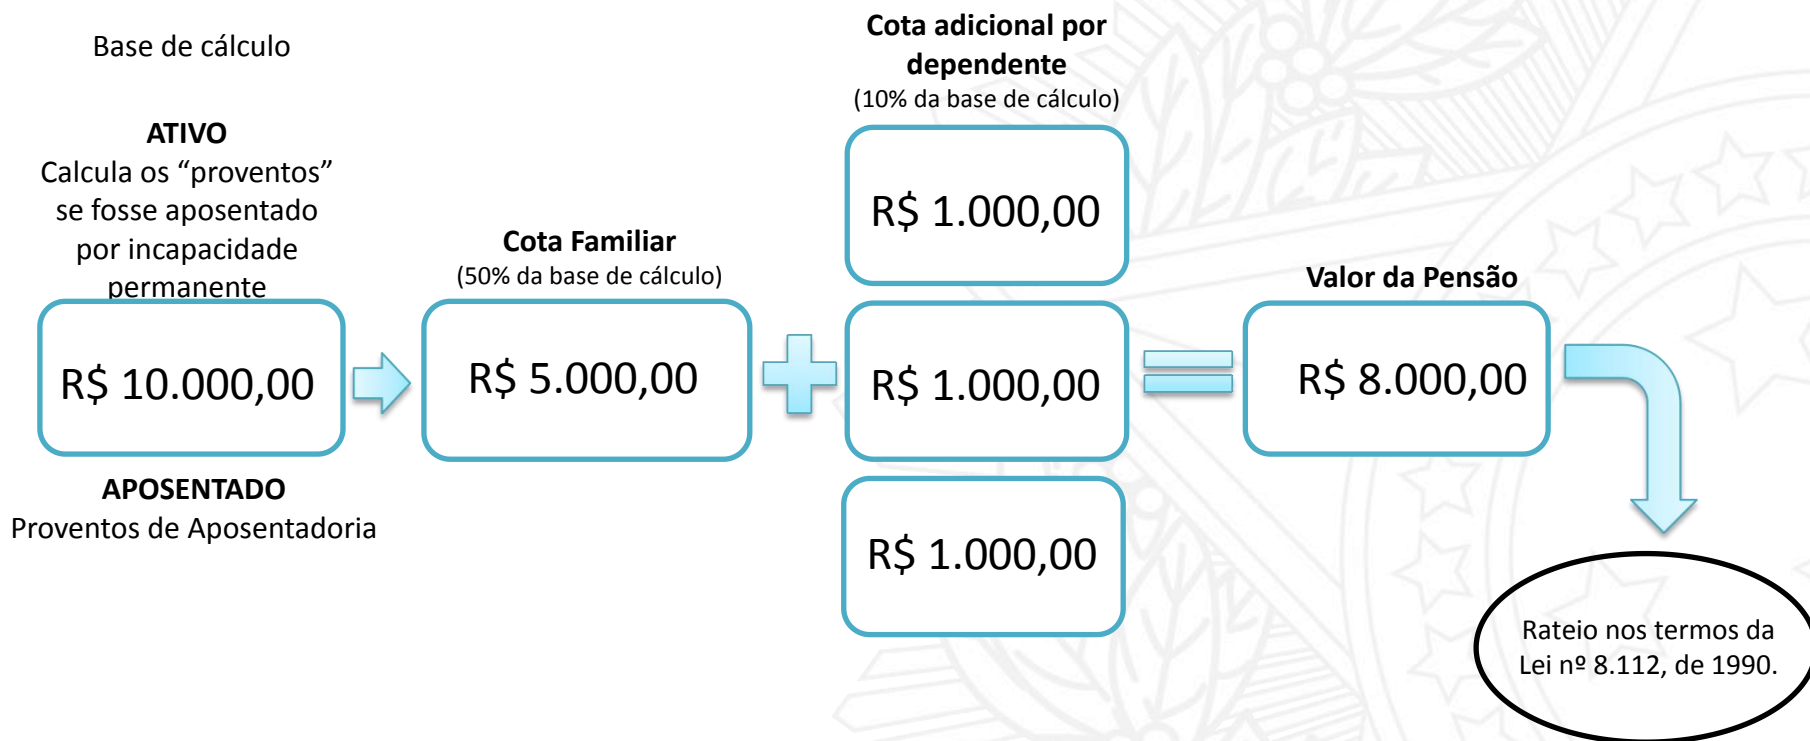 Base de cálculo
ATIVO
Calcula os “proventos”
se fosse aposentado
por incapacidade
permanente
R$ 10.000,00
APOSENTADO
Proventos de Aposentadoria
Cota Familiar
(50% da base de cálculo)
R$ 5.000,00
Cota adicional por
dependente
(10% da base de cálculo)
R$ 1.000,00
R$ 1.000,00
R$ 1.000,00
Valor da Pensão
R$ 8.000,00
Rateio nos termos da
Lei nº 8.112, de 1990.